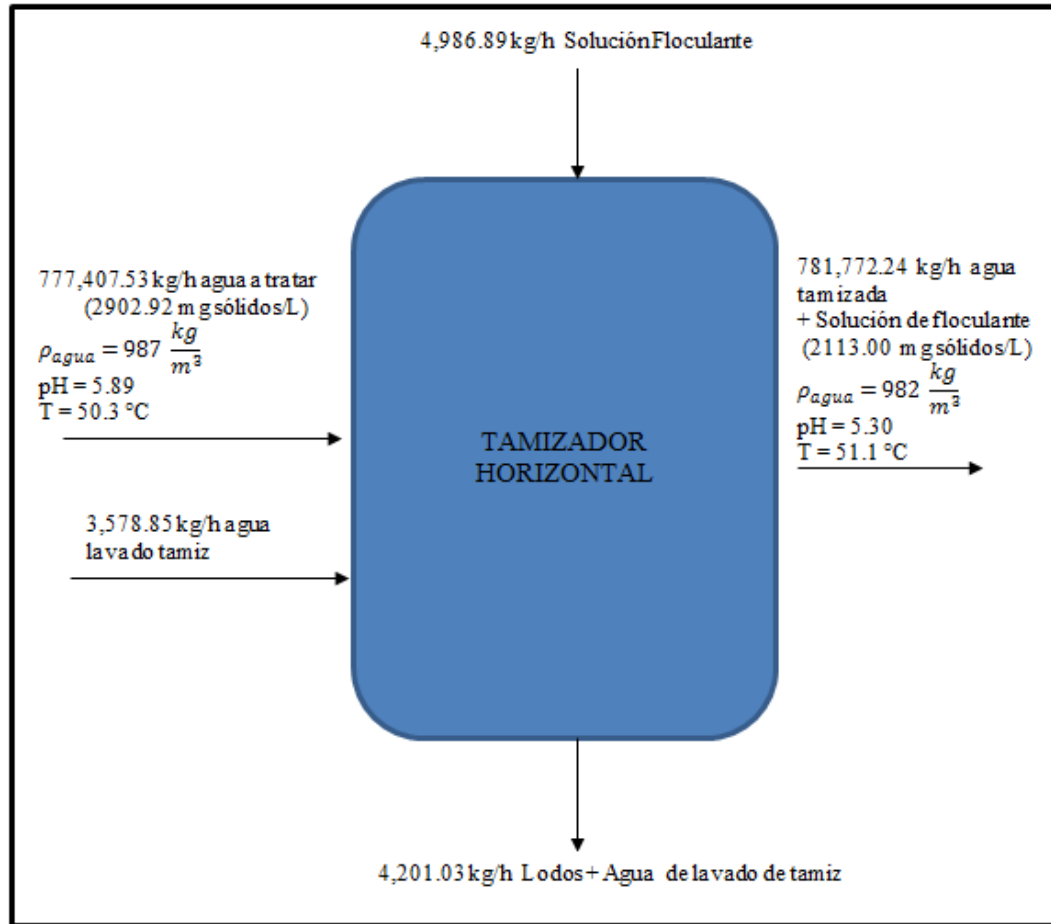 4,986.89 kg/h Solución Floculante
777,407.53 kg/h agua a tratar
(2902.92 mg sólidos/L)
ρagua = 987 kg/m³
pH = 5.89
T = 50.3 °C
3,578.85 kg/h agua
lavado tamiz
TAMIZADOR
HORIZONTAL
781,772.24 kg/h agua
tamizada
+ Solución de floculante
(2113.00 mg sólidos/L)
ρagua = 982 kg/m³
pH = 5.30
T = 51.1 °C
4,201.03 kg/h Lodos + Agua de lavado de tamiz